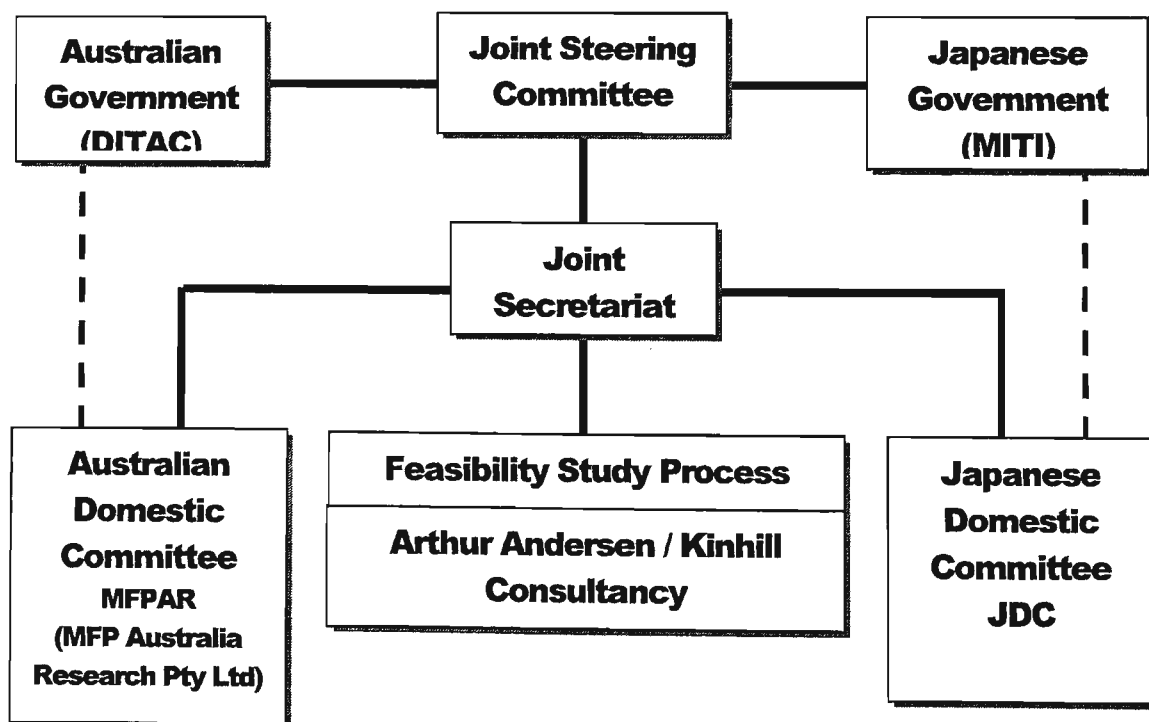 Australian
Government
(DITAC)
Joint Steering
Committee
Japanese
Government
(MITI)
Joint
Secretariat
Australian
Domestic
Committee
MFPAR
(MFP Australia
Research Pty Ltd)
Feasibility Study Process
Arthur Andersen / Kinhill
Consultancy
Japanese
Domestic
Committee
JDC